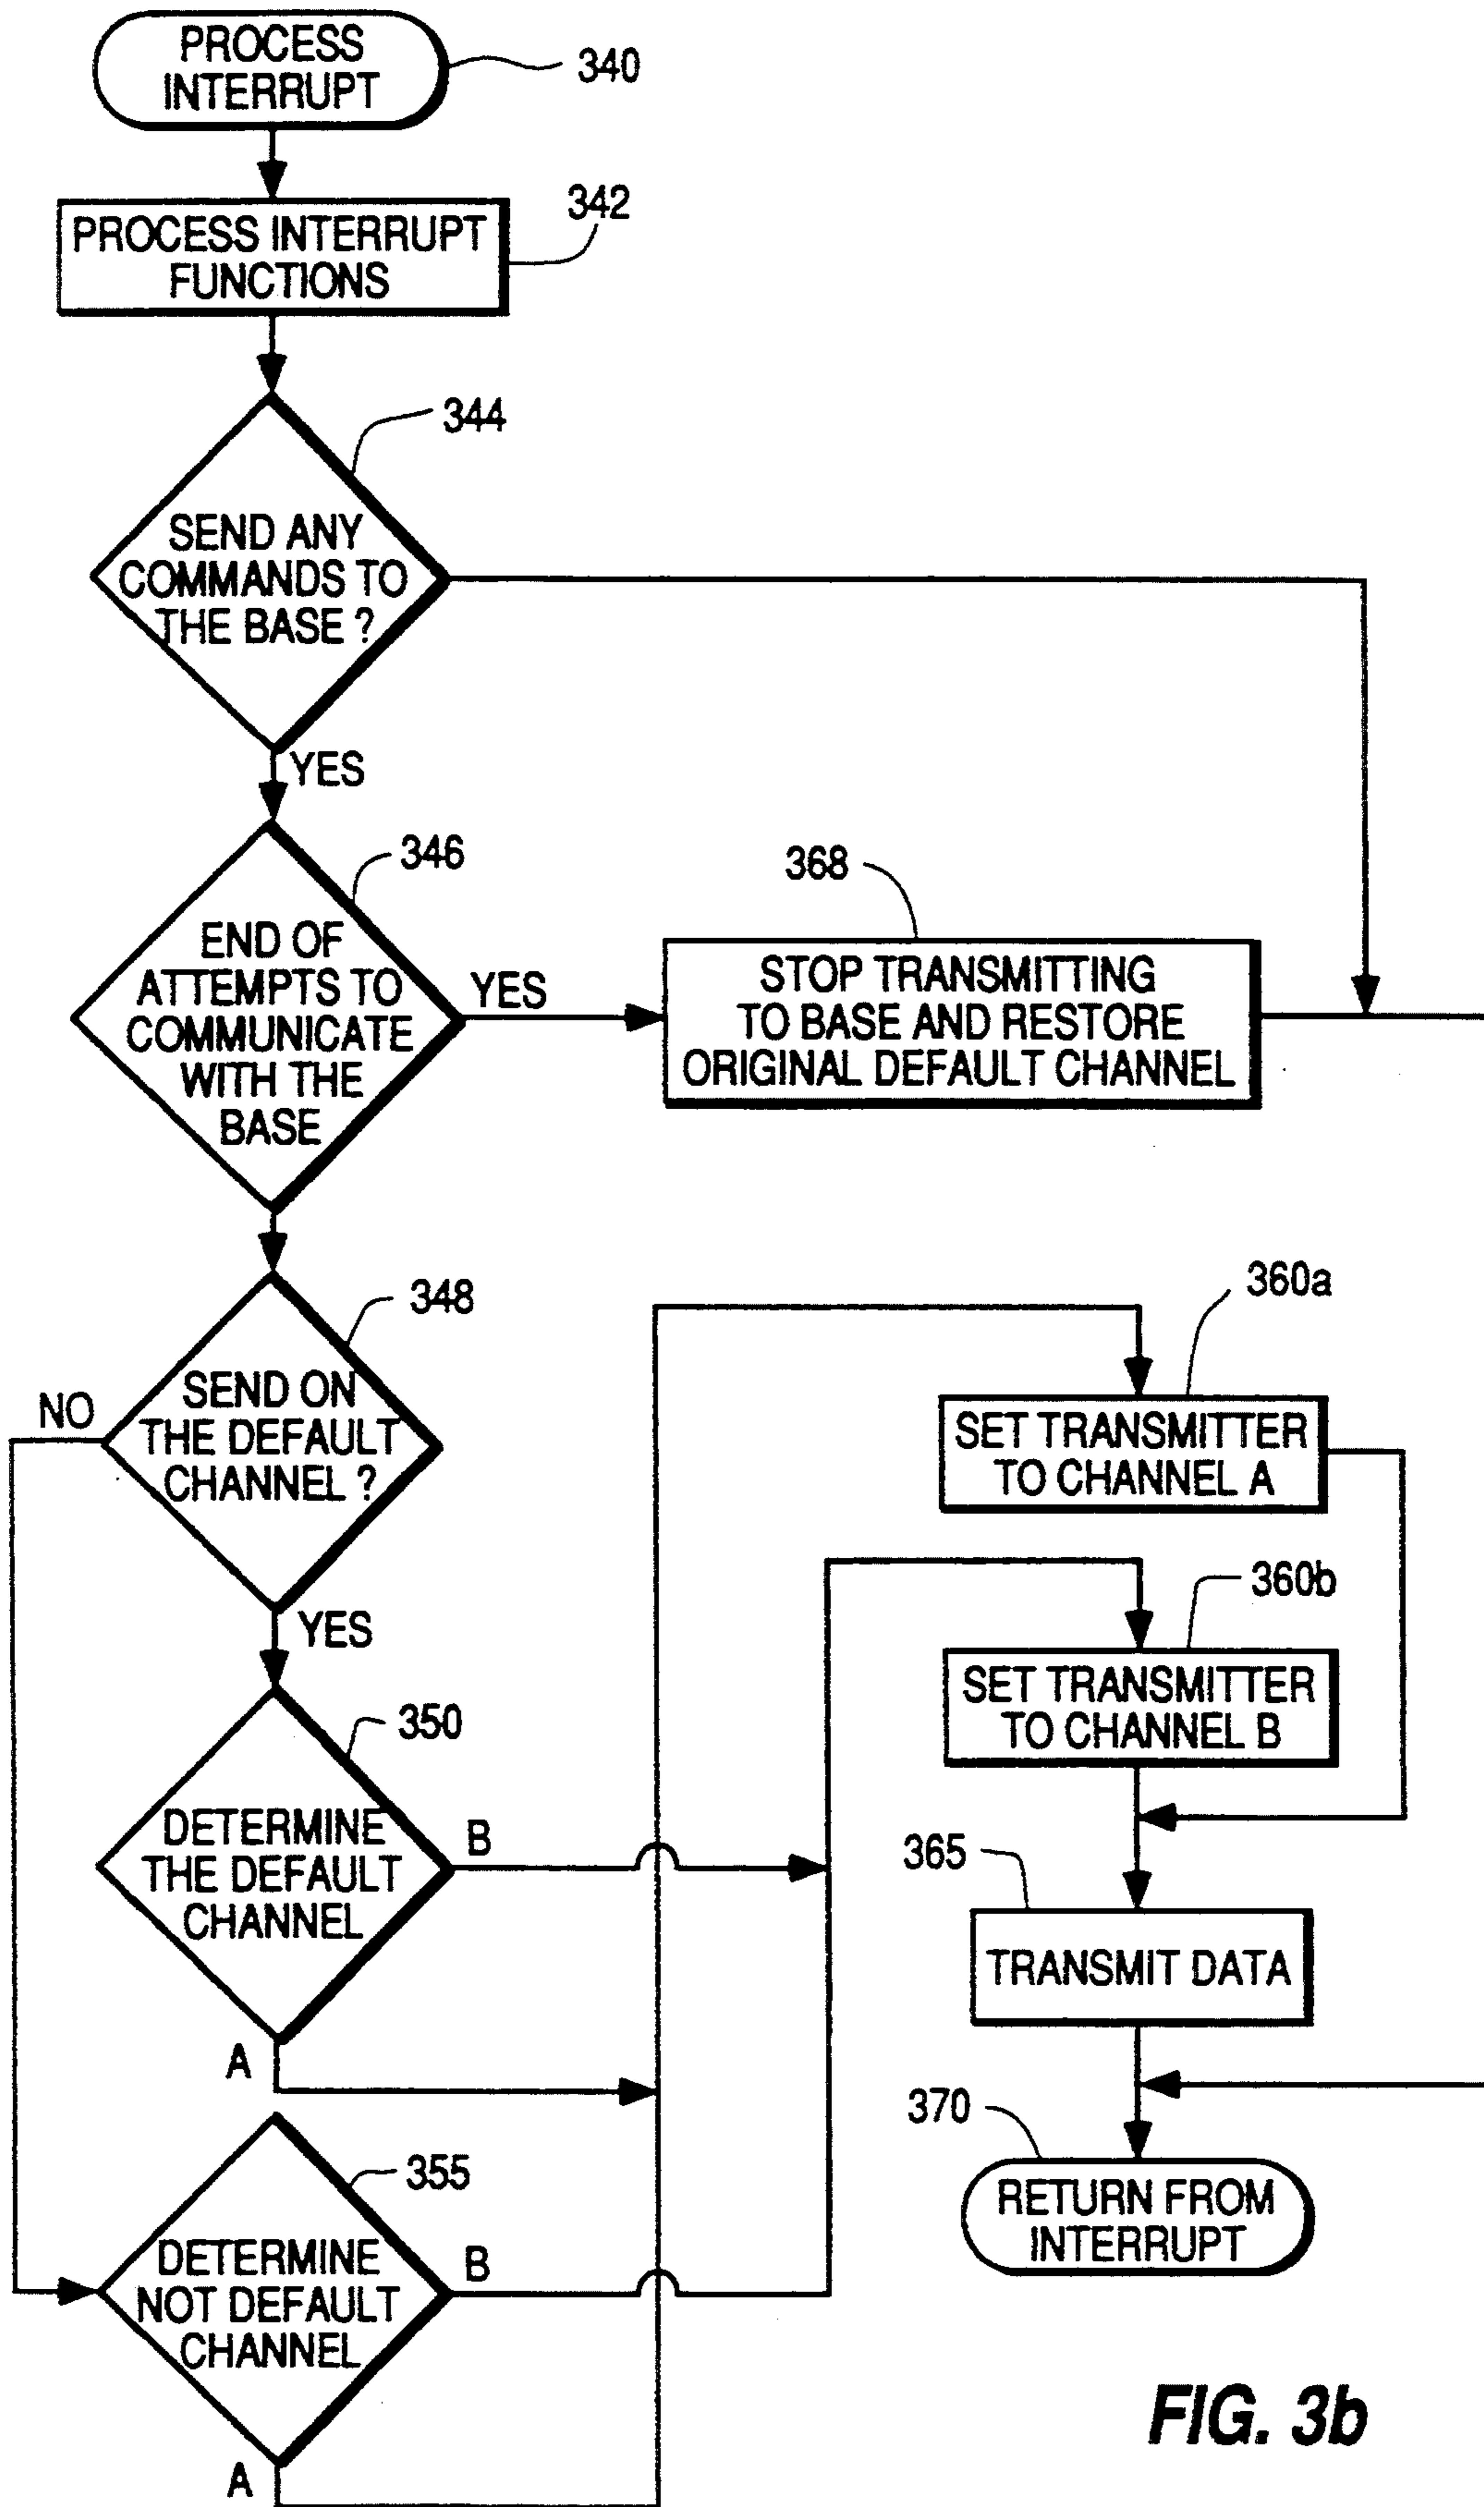 PROCESS
INTERRUPT
340
PROCESS INTERRUPT
FUNCTIONS
342
344
SEND ANY
COMMANDS TO
THE BASE ?
YES
346
END OF
ATTEMPTS TO
COMMUNICATE
WITH THE
BASE
YES
368
STOP TRANSMITTING
TO BASE AND RESTORE
ORIGINAL DEFAULT CHANNEL
348
SEND ON
THE DEFAULT
CHANNEL ?
NO
YES
360a
SET TRANSMITTER
TO CHANNEL A
360b
SET TRANSMITTER
TO CHANNEL B
350
DETERMINE
THE DEFAULT
CHANNEL
B
A
365
TRANSMIT DATA
355
DETERMINE
NOT DEFAULT
CHANNEL
B
A
370
RETURN FROM
INTERRUPT
FIG. 3b